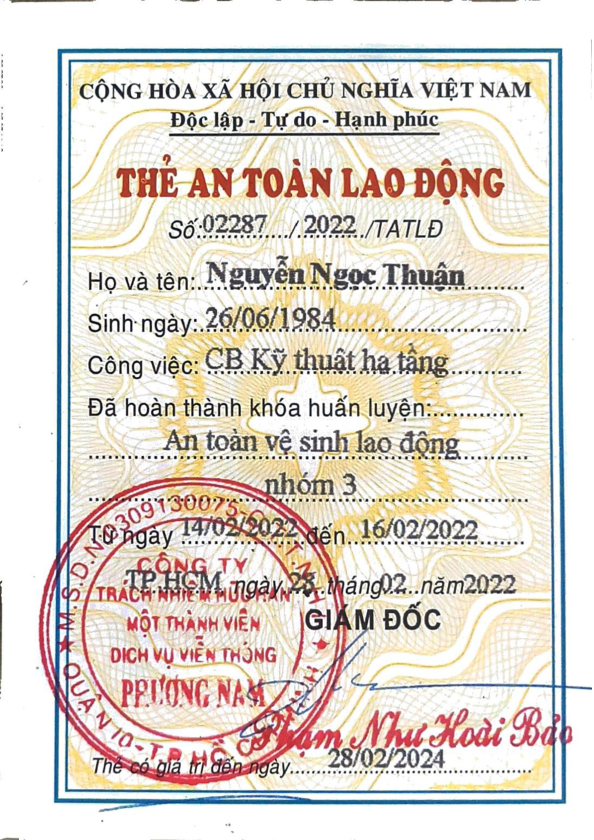 CỘNG HÒA XÃ HỘI CHỦ NGHĨA VIỆT NAM
Độc lập - Tự do - Hạnh phúc
THẺ AN TOÀN LAO ĐỘNG
Số:02287..../.2022../TATLĐ
Họ và tên: Nguyễn Ngọc Thuận
Sinh ngày: 26/06/1984
Công việc: CB Kỹ thuật hạ tầng
Đã hoàn thành khóa huấn luyện:
An toàn vệ sinh lao động
nhóm 3
Từ ngày 14/02/2022 đến 16/02/2022
TP.HCM ngày 28 tháng 02 năm 2022
GIÁM ĐỐC
M.S.D.N:0309130075-C.T.T.N
CÔNG TY
TRÁCH NHIỆM HỮU HẠN
MỘT THÀNH VIÊN
DỊCH VỤ VIỄN THÔNG
PHƯƠNG NAM
QUẬN 10-T.P HỒ CHÍ MINH
Phạm Như Hoài Bảo
Thẻ có giá trị đến ngày 28/02/2024